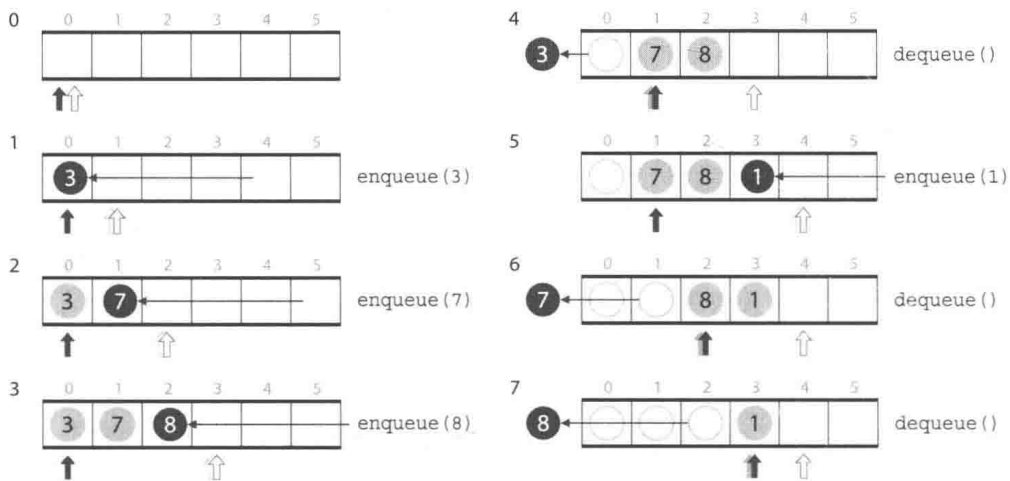 0
0 1 2 3 4 5
1
0 1 2 3 4 5
3
enqueue(3)
2
0 1 2 3 4 5
3 7
enqueue(7)
3
0 1 2 3 4 5
3 7 8
enqueue(8)
4
0 1 2 3 4 5
3 7 8
dequeue()
5
0 1 2 3 4 5
7 8 1
enqueue(1)
6
0 1 2 3 4 5
7 8 1
dequeue()
7
0 1 2 3 4 5
8 1
dequeue()